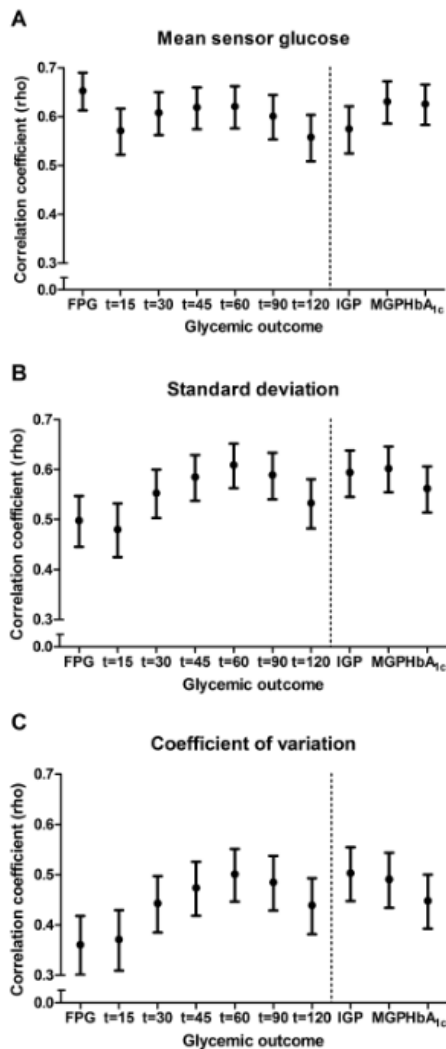 A
Mean sensor glucose
Correlation coefficient (rho)
0.7
0.6
0.5
0.4
0.3
0.0
FPG t=15 t=30 t=45 t=60 t=90 t=120 IGP MGPHbA1c
Glycemic outcome
B
Standard deviation
Correlation coefficient (rho)
0.7
0.6
0.5
0.4
0.3
0.0
FPG t=15 t=30 t=45 t=60 t=90 t=120 IGP MGPHbA1c
Glycemic outcome
C
Coefficient of variation
Correlation coefficient (rho)
0.7
0.6
0.5
0.4
0.3
0.0
FPG t=15 t=30 t=45 t=60 t=90 t=120 IGP MGPHbA1c
Glycemic outcome